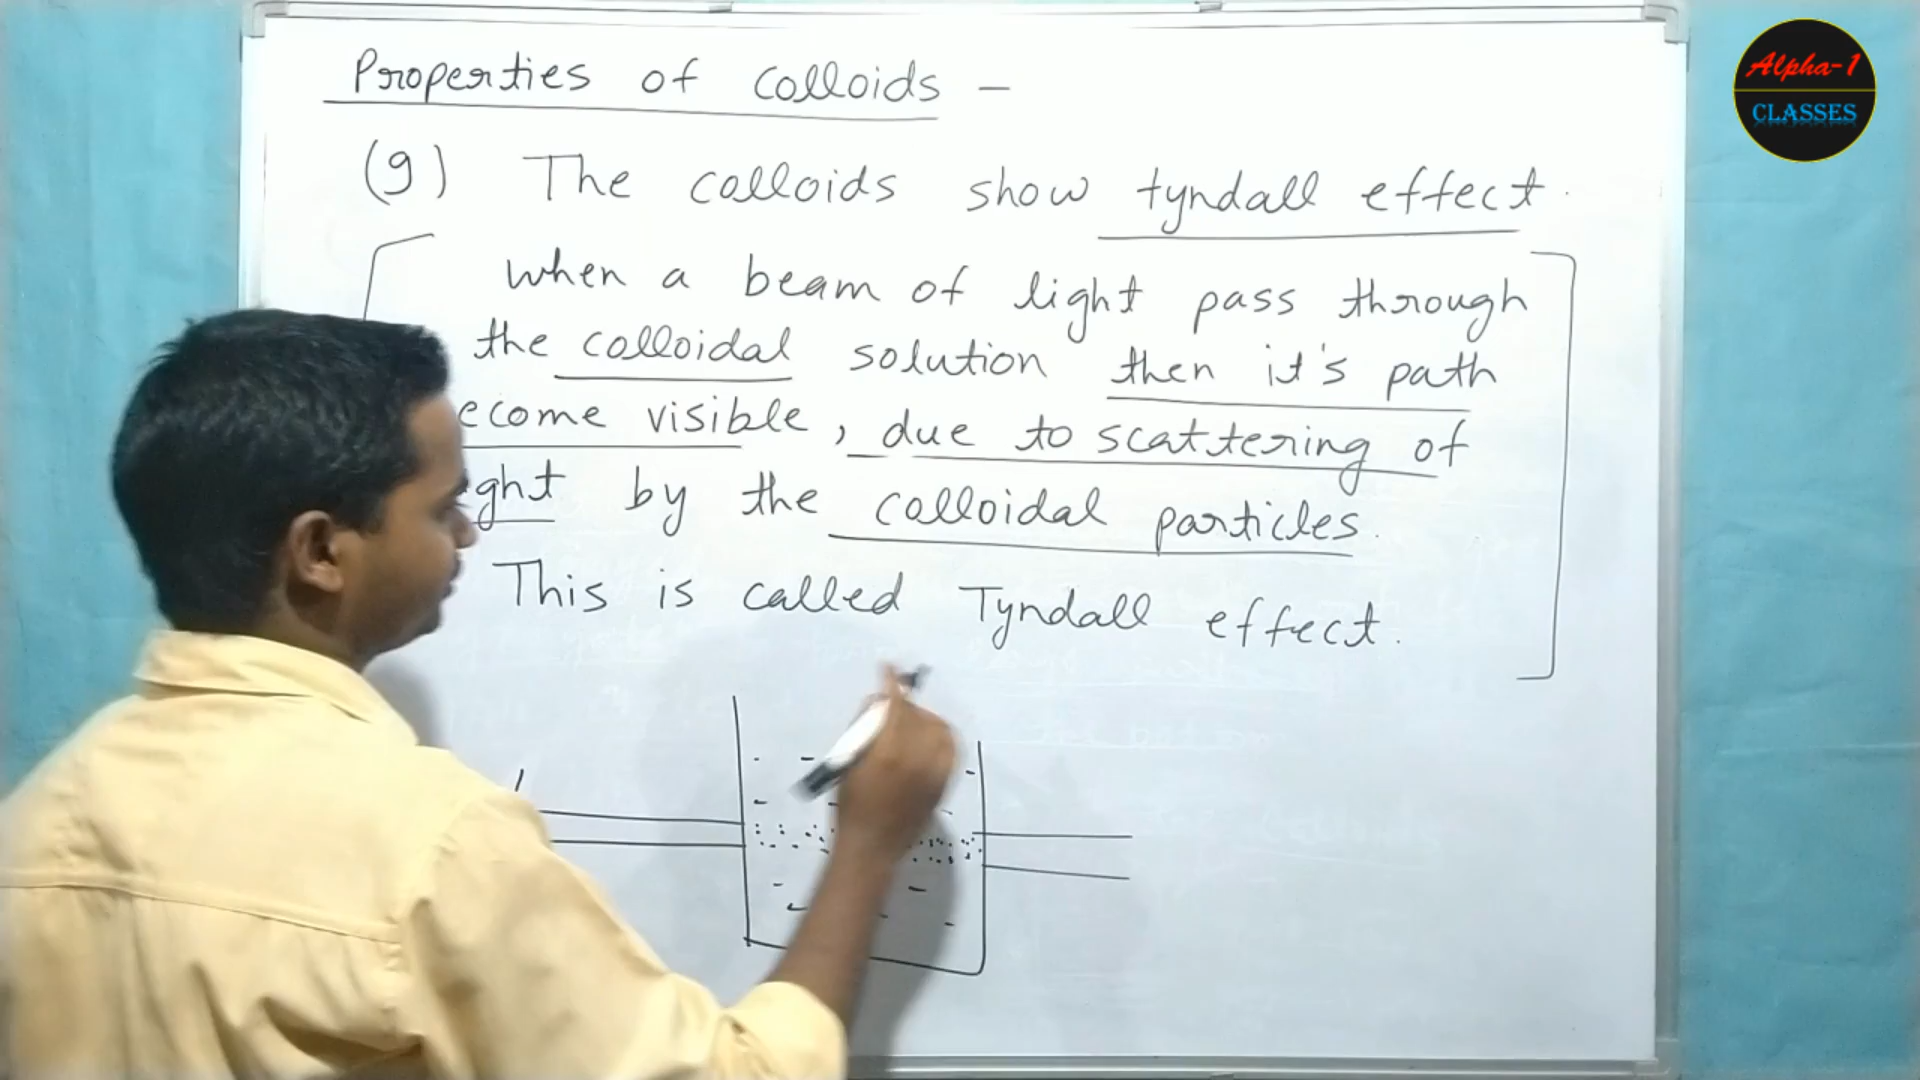 Properties of Colloids -
(9) The colloids show tyndall effect.
when a beam of light pass through
the colloidal solution then it's path
ecome visible, due to scattering of
ght by the colloidal particles.
This is called Tyndall effect.
Alpha-1
CLASSES